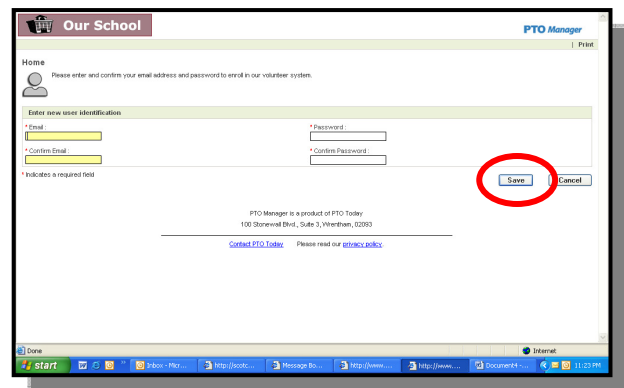 Our School
PTO Manager
| Print
Home
Please enter and confirm your email address and password to enroll in our volunteer system.
Enter new user identification
* Email :
* Password :
* Confirm Email :
* Confirm Password :
* Indicates a required field
Save
Cancel
PTO Manager is a product of PTO Today
100 Stonewall Blvd., Suite 3, Wrentham, 02093
Contact PTO Today Please read our privacy policy.
Done
Internet
start
Inbox - Micr...
http://scotc...
Message Bo...
http://www....
http://www....
Document4 -...
11:23 PM